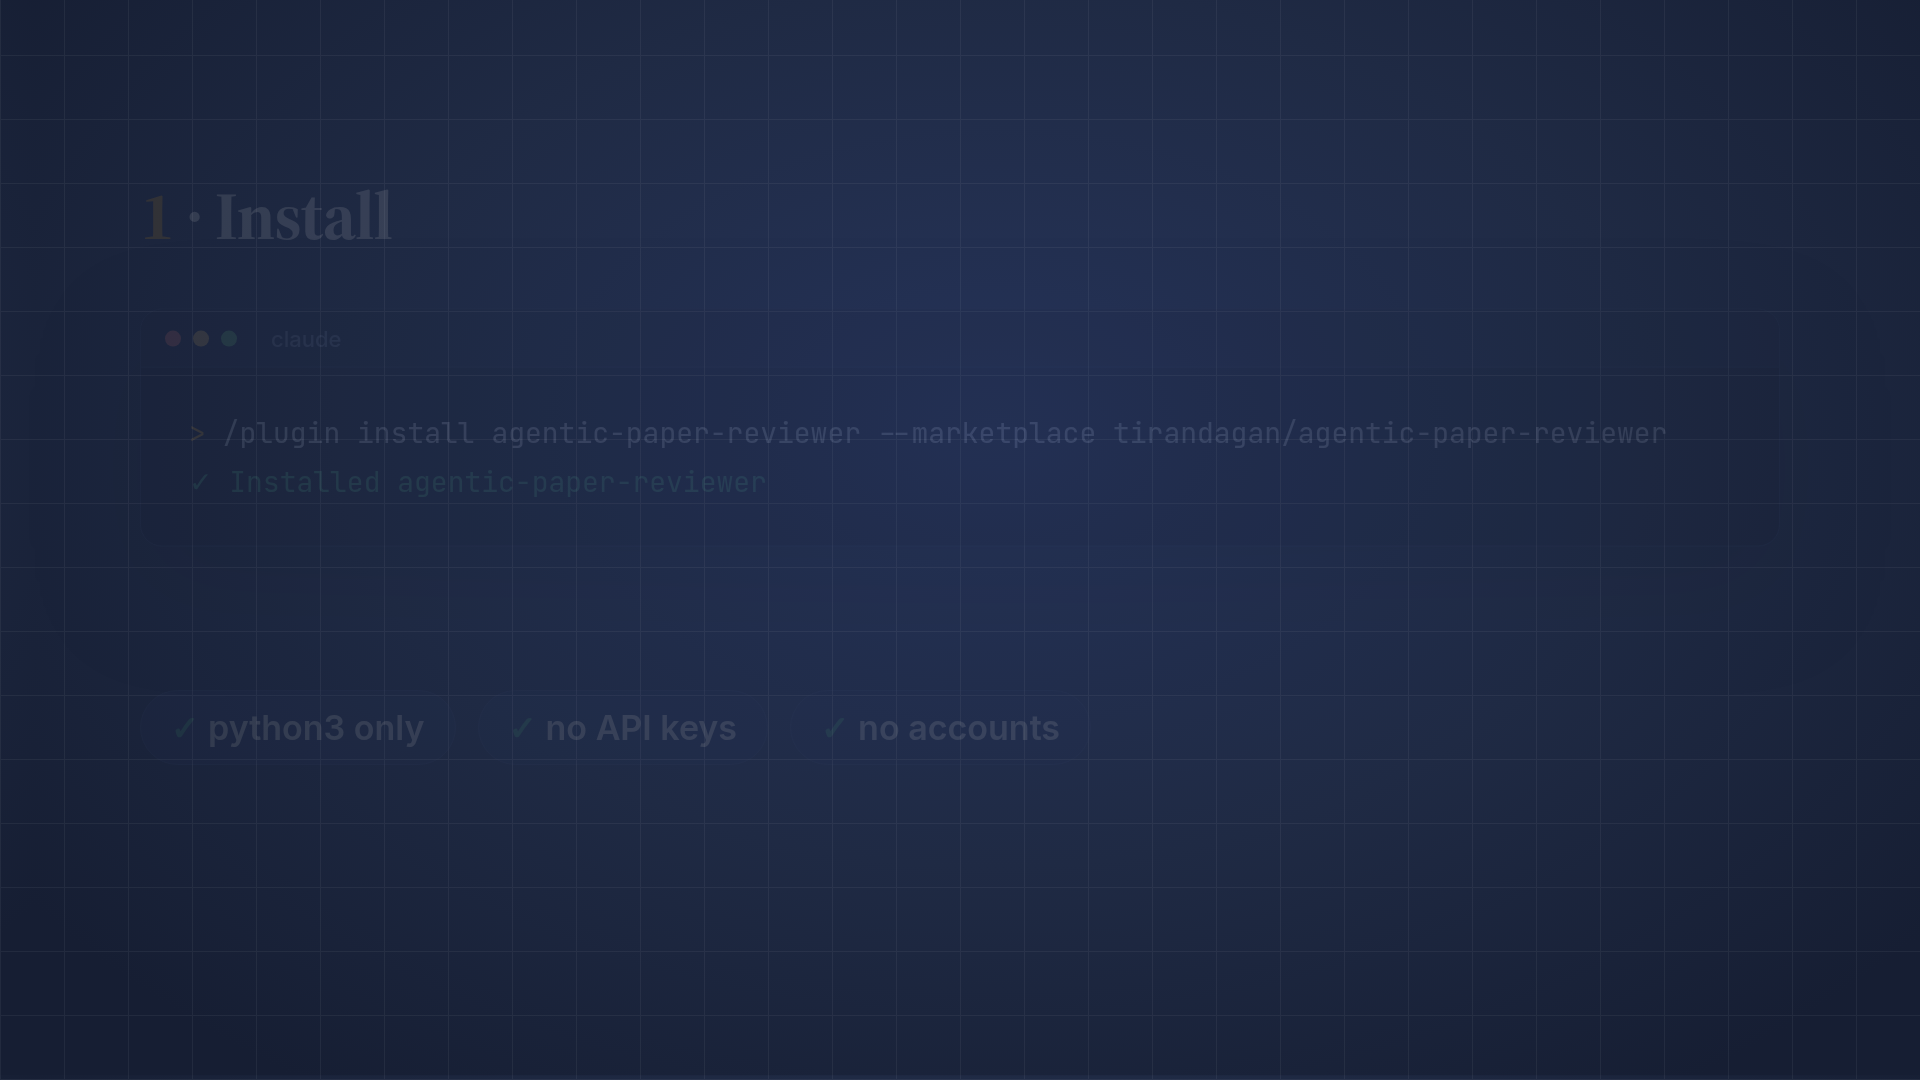 1 · Install
claude
> /plugin install agentic-paper-reviewer --marketplace tirandagan/agentic-paper-reviewer
✓ Installed agentic-paper-reviewer
✓ python3 only ✓ no API keys ✓ no accounts